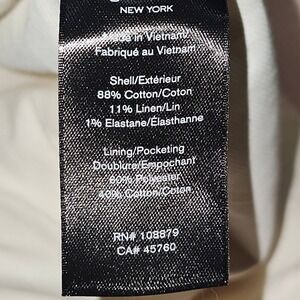 NEW YORK
Made in Vietnam/
Fabriqué au Vietnam
Shell/Extérieur
88% Cotton/Coton
11% Linen/Lin
1% Elastane/Élasthanne
Lining/Pocketing
Doublure/Empochant
60% Polyester
40% Cotton/Coton
RN# 108879
CA# 45760